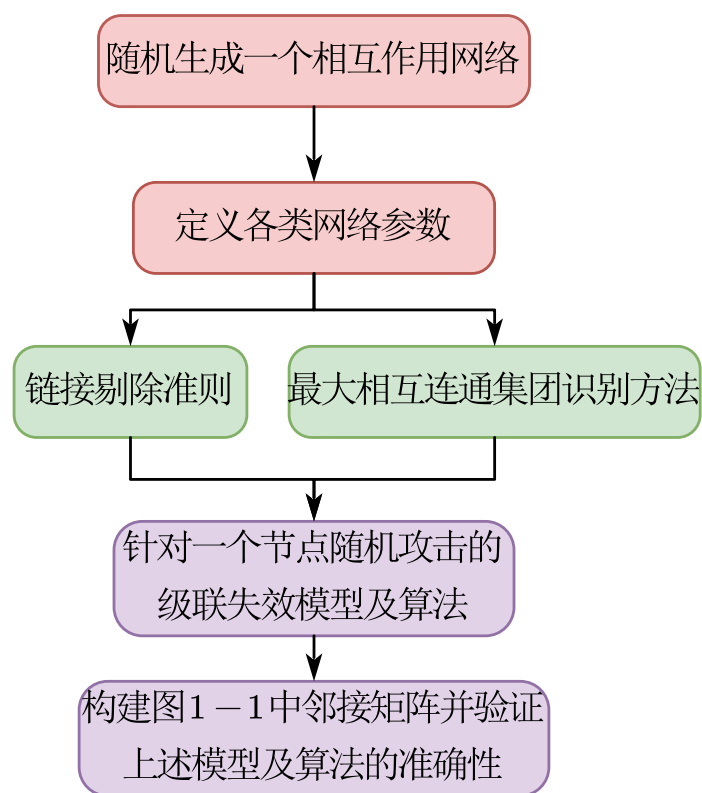 随机生成一个相互作用网络
定义各类网络参数
链接剔除准则
最大相互连通集团识别方法
针对一个节点随机攻击的
级联失效模型及算法
构建图1－1中邻接矩阵并验证
上述模型及算法的准确性